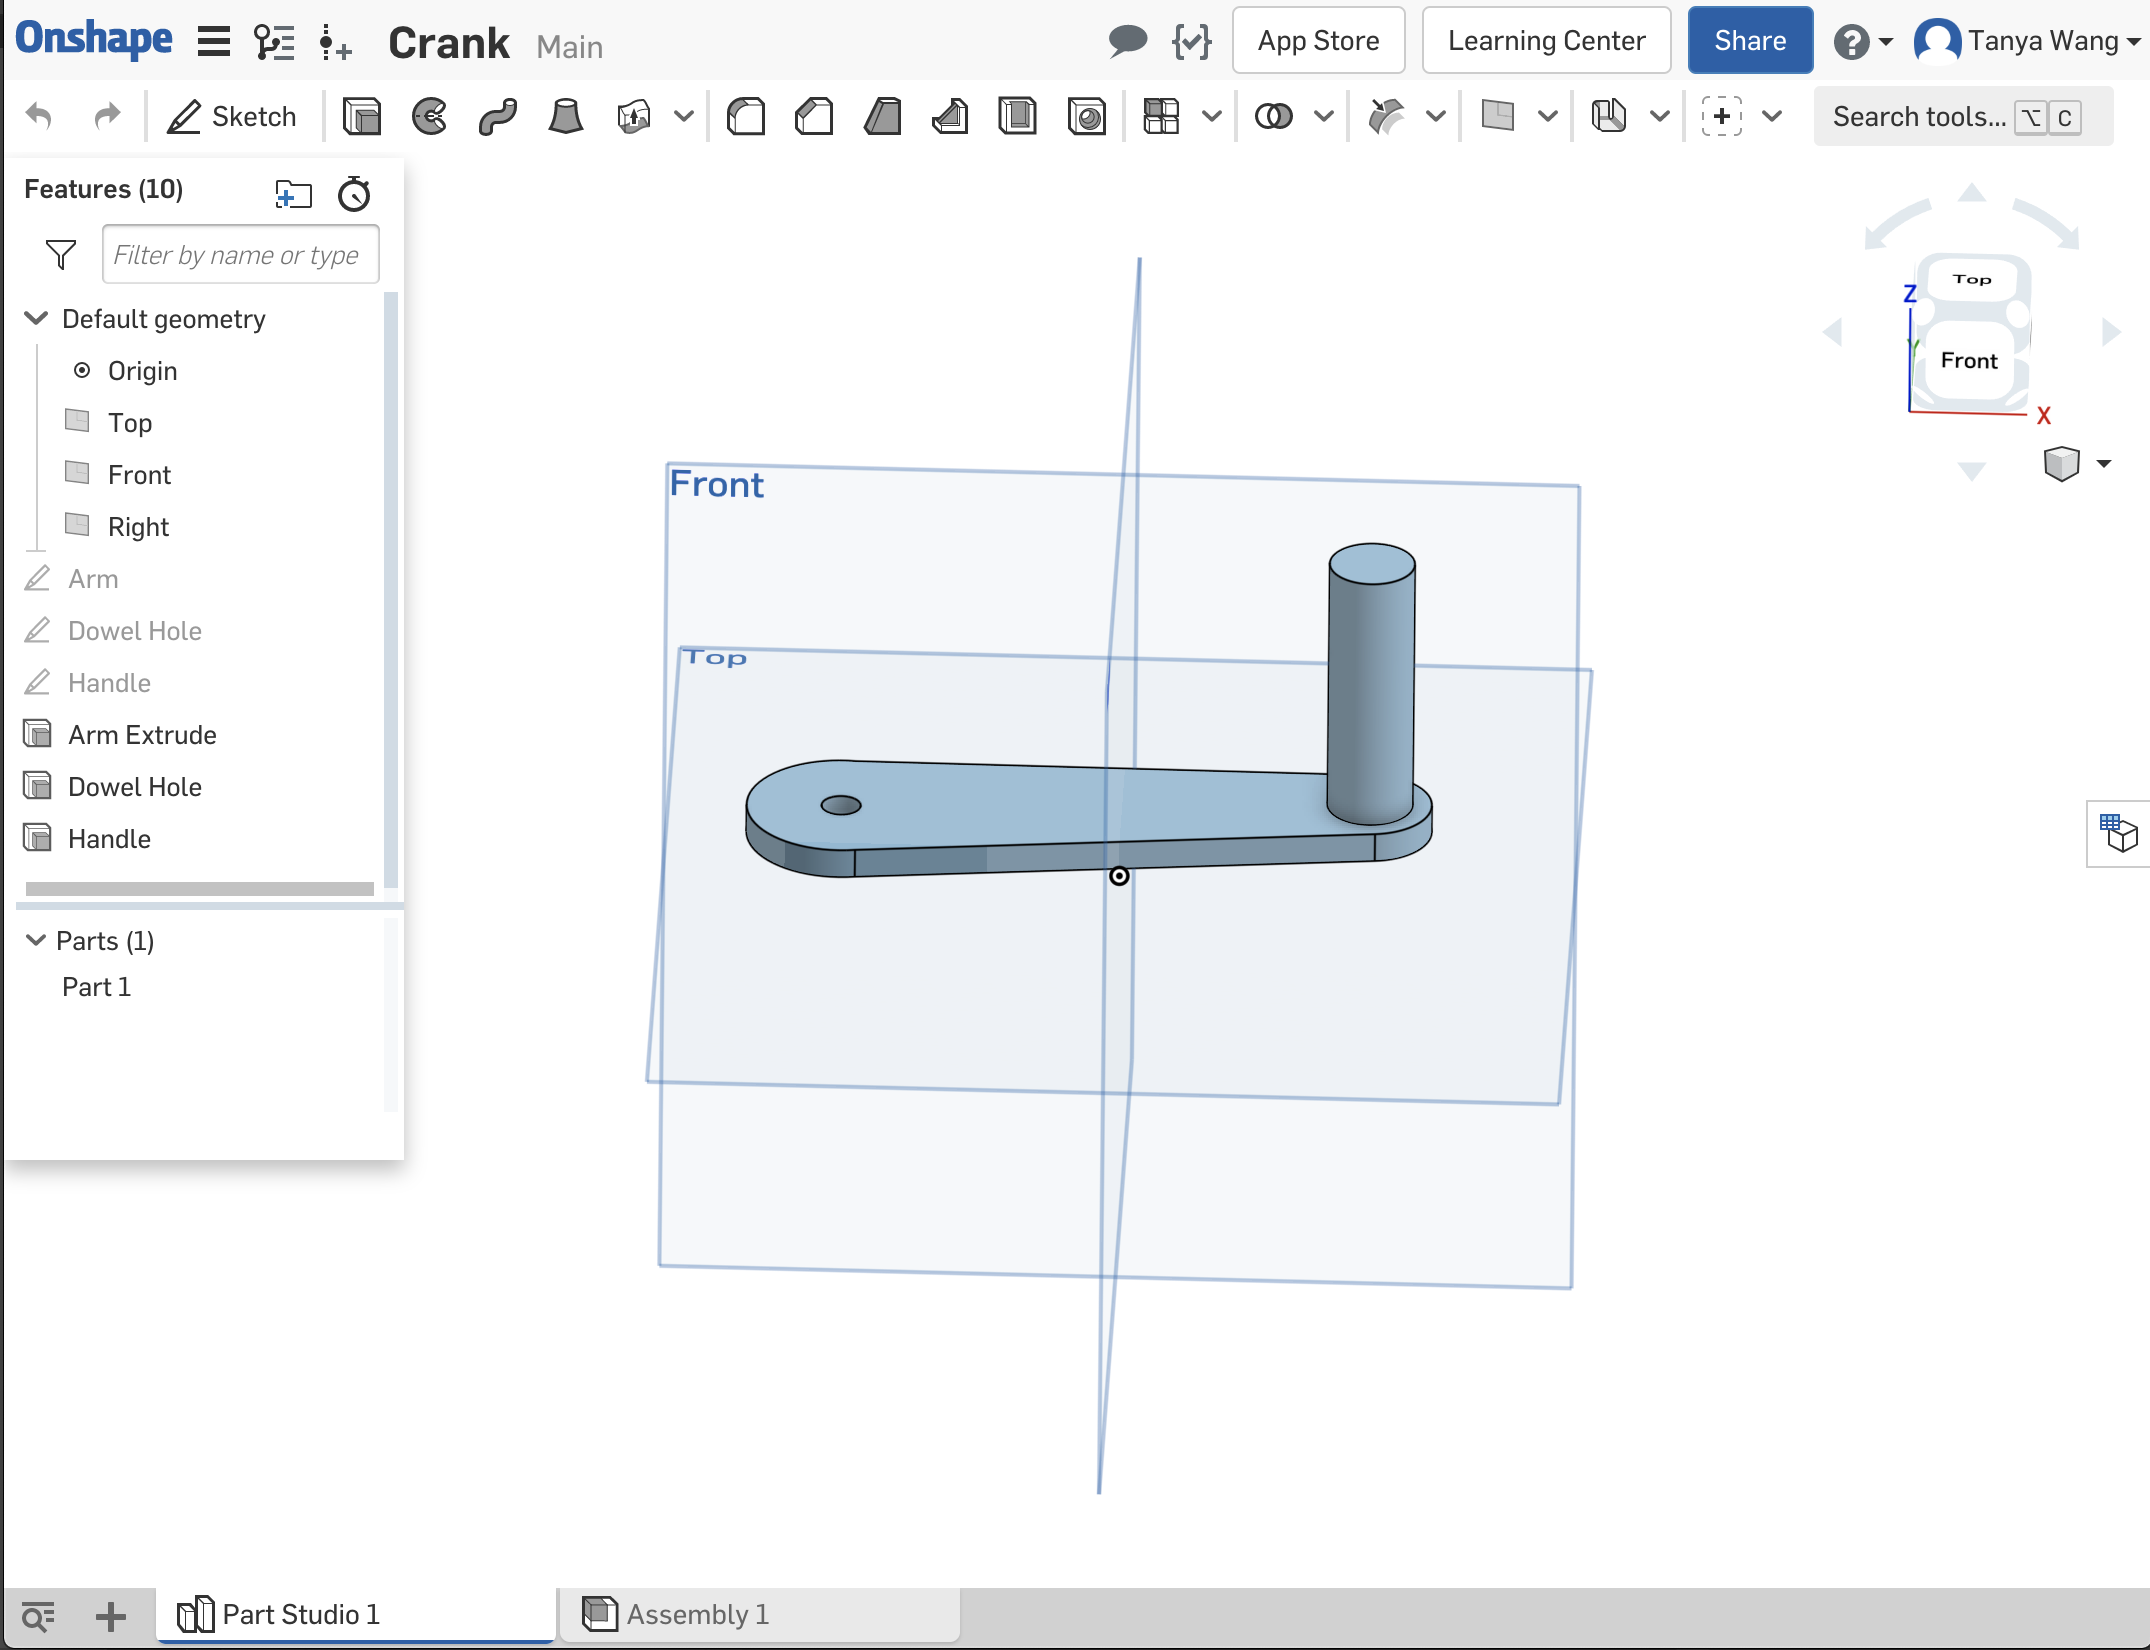 Onshape Crank Main App Store Learning Center Share ? Tanya Wang
Sketch Search tools... ⌥ C
Features (10)
Filter by name or type
Default geometry
Origin
Top
Front
Right
Arm
Dowel Hole
Handle
Arm Extrude
Dowel Hole
Handle
Parts (1)
Part 1
Front
Top
Top
Z
Y
Front
X
Part Studio 1 Assembly 1